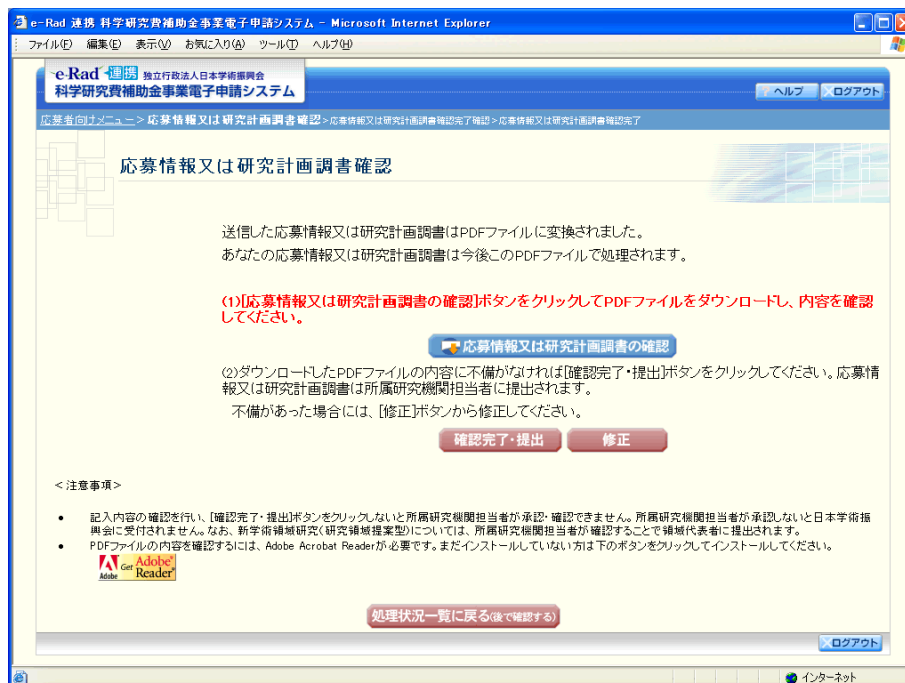 e-Rad 連携 科学研究費補助金事業電子申請システム - Microsoft Internet Explorer
ファイル(F) 編集(E) 表示(V) お気に入り(A) ツール(T) ヘルプ(H)
e-Rad 連携 独立行政法人日本学術振興会
科学研究費補助金事業電子申請システム
? ヘルプ ×ログアウト
応募者向けメニュー>応募情報又は研究計画調書確認>応募情報又は研究計画調書確認完了確認>応募情報又は研究計画調書確認完了
応募情報又は研究計画調書確認
送信した応募情報又は研究計画調書はPDFファイルに変換されました。
あなたの応募情報又は研究計画調書は今後このPDFファイルで処理されます。
(1)[応募情報又は研究計画調書の確認]ボタンをクリックしてPDFファイルをダウンロードし、内容を確認
してください。
応募情報又は研究計画調書の確認
(2)ダウンロードしたPDFファイルの内容に不備がなければ[確認完了・提出]ボタンをクリックしてください。応募情
報又は研究計画調書は所属研究機関担当者に提出されます。
不備があった場合には、[修正]ボタンから修正してください。
確認完了・提出 修正
<注意事項>
• 記入内容の確認を行い、[確認完了・提出]ボタンをクリックしないと所属研究機関担当者が承認・確認できません。所属研究機関担当者が承認しないと日本学術振
興会に受付されません。なお、新学術領域研究(研究領域提案型)については、所属研究機関担当者が確認することで領域代表者に提出されます。
• PDFファイルの内容を確認するには、Adobe Acrobat Readerが必要です。まだインストールしていない方は下のボタンをクリックしてインストールしてください。
Adobe Get Adobe® Reader®
処理状況一覧に戻る(後で確認する)
×ログアウト
インターネット